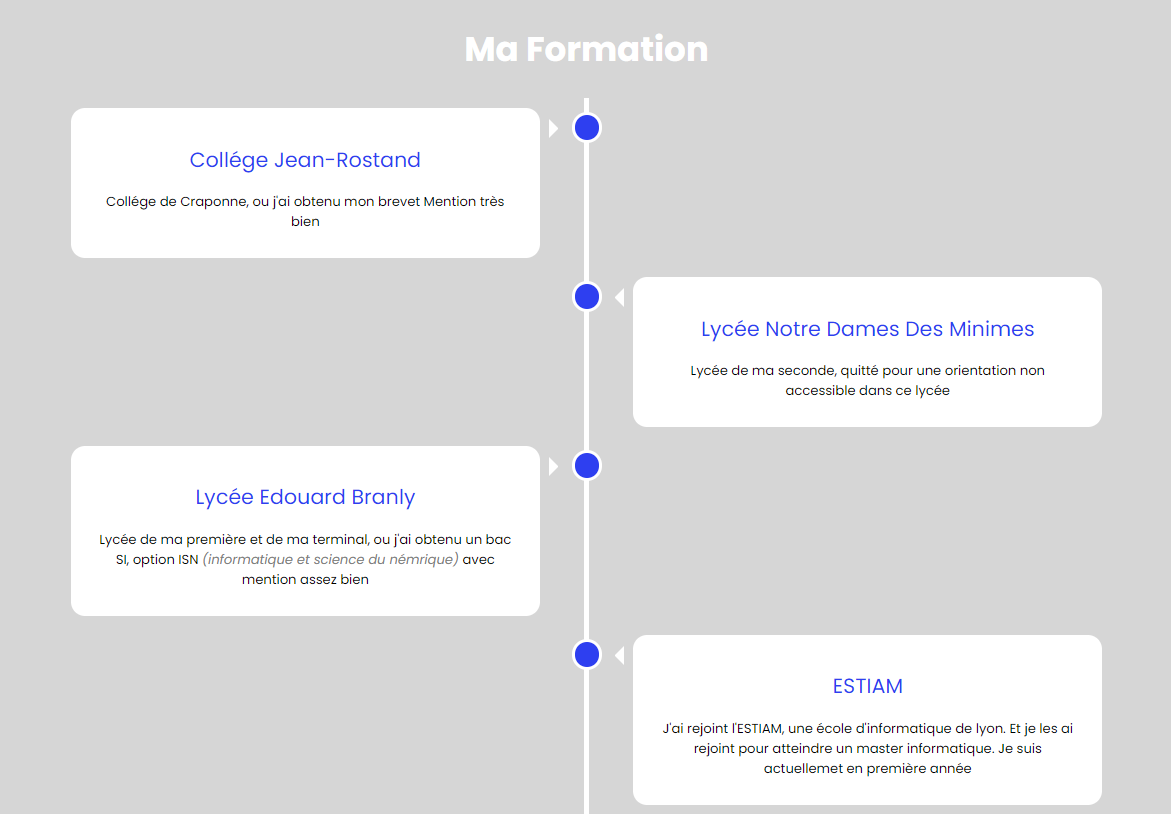 Ma Formation
Collége Jean-Rostand
Collége de Craponne, ou j'ai obtenu mon brevet Mention très
bien
Lycée Notre Dames Des Minimes
Lycée de ma seconde, quitté pour une orientation non
accessible dans ce lycée
Lycée Edouard Branly
Lycée de ma première et de ma terminal, ou j'ai obtenu un bac
SI, option ISN (informatique et science du némrique) avec
mention assez bien
ESTIAM
J'ai rejoint l'ESTIAM, une école d'informatique de lyon. Et je les ai
rejoint pour atteindre un master informatique. Je suis
actuellemet en première année